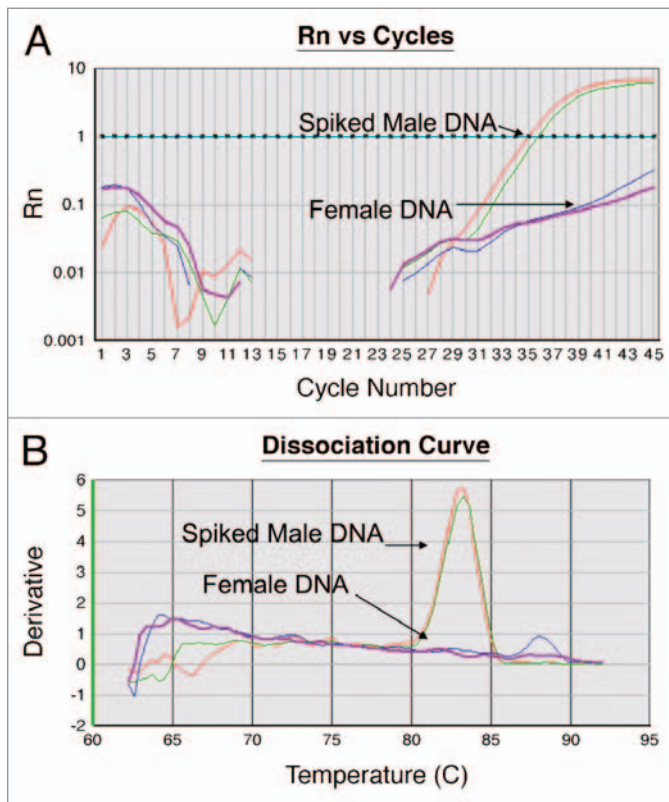 A
Rn vs Cycles
10
Spiked Male DNA
1
Female DNA
0.1
Rn
0.01
0.001
1 3 5 7 9 11 13 15 17 19 21 23 25 27 29 31 33 35 37 39 41 43 45
Cycle Number
B
Dissociation Curve
6
5
Spiked Male DNA
4
3
Female DNA
2
Derivative
1
0
-1
-2
60 65 70 75 80 85 90 95
Temperature (C)